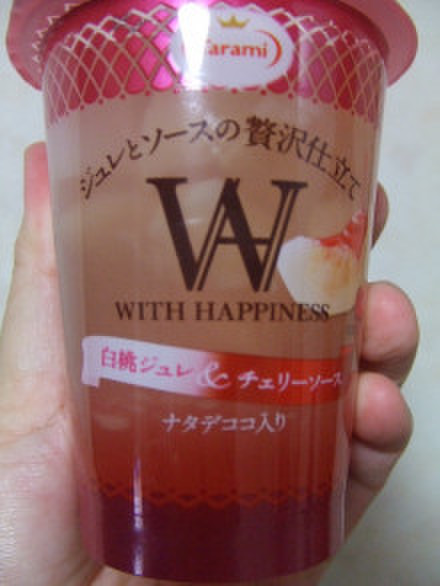 Tarami
ジュレとソースの贅沢仕立て
WH
WITH HAPPINESS
白桃ジュレ & チェリーソース
ナタデココ入り